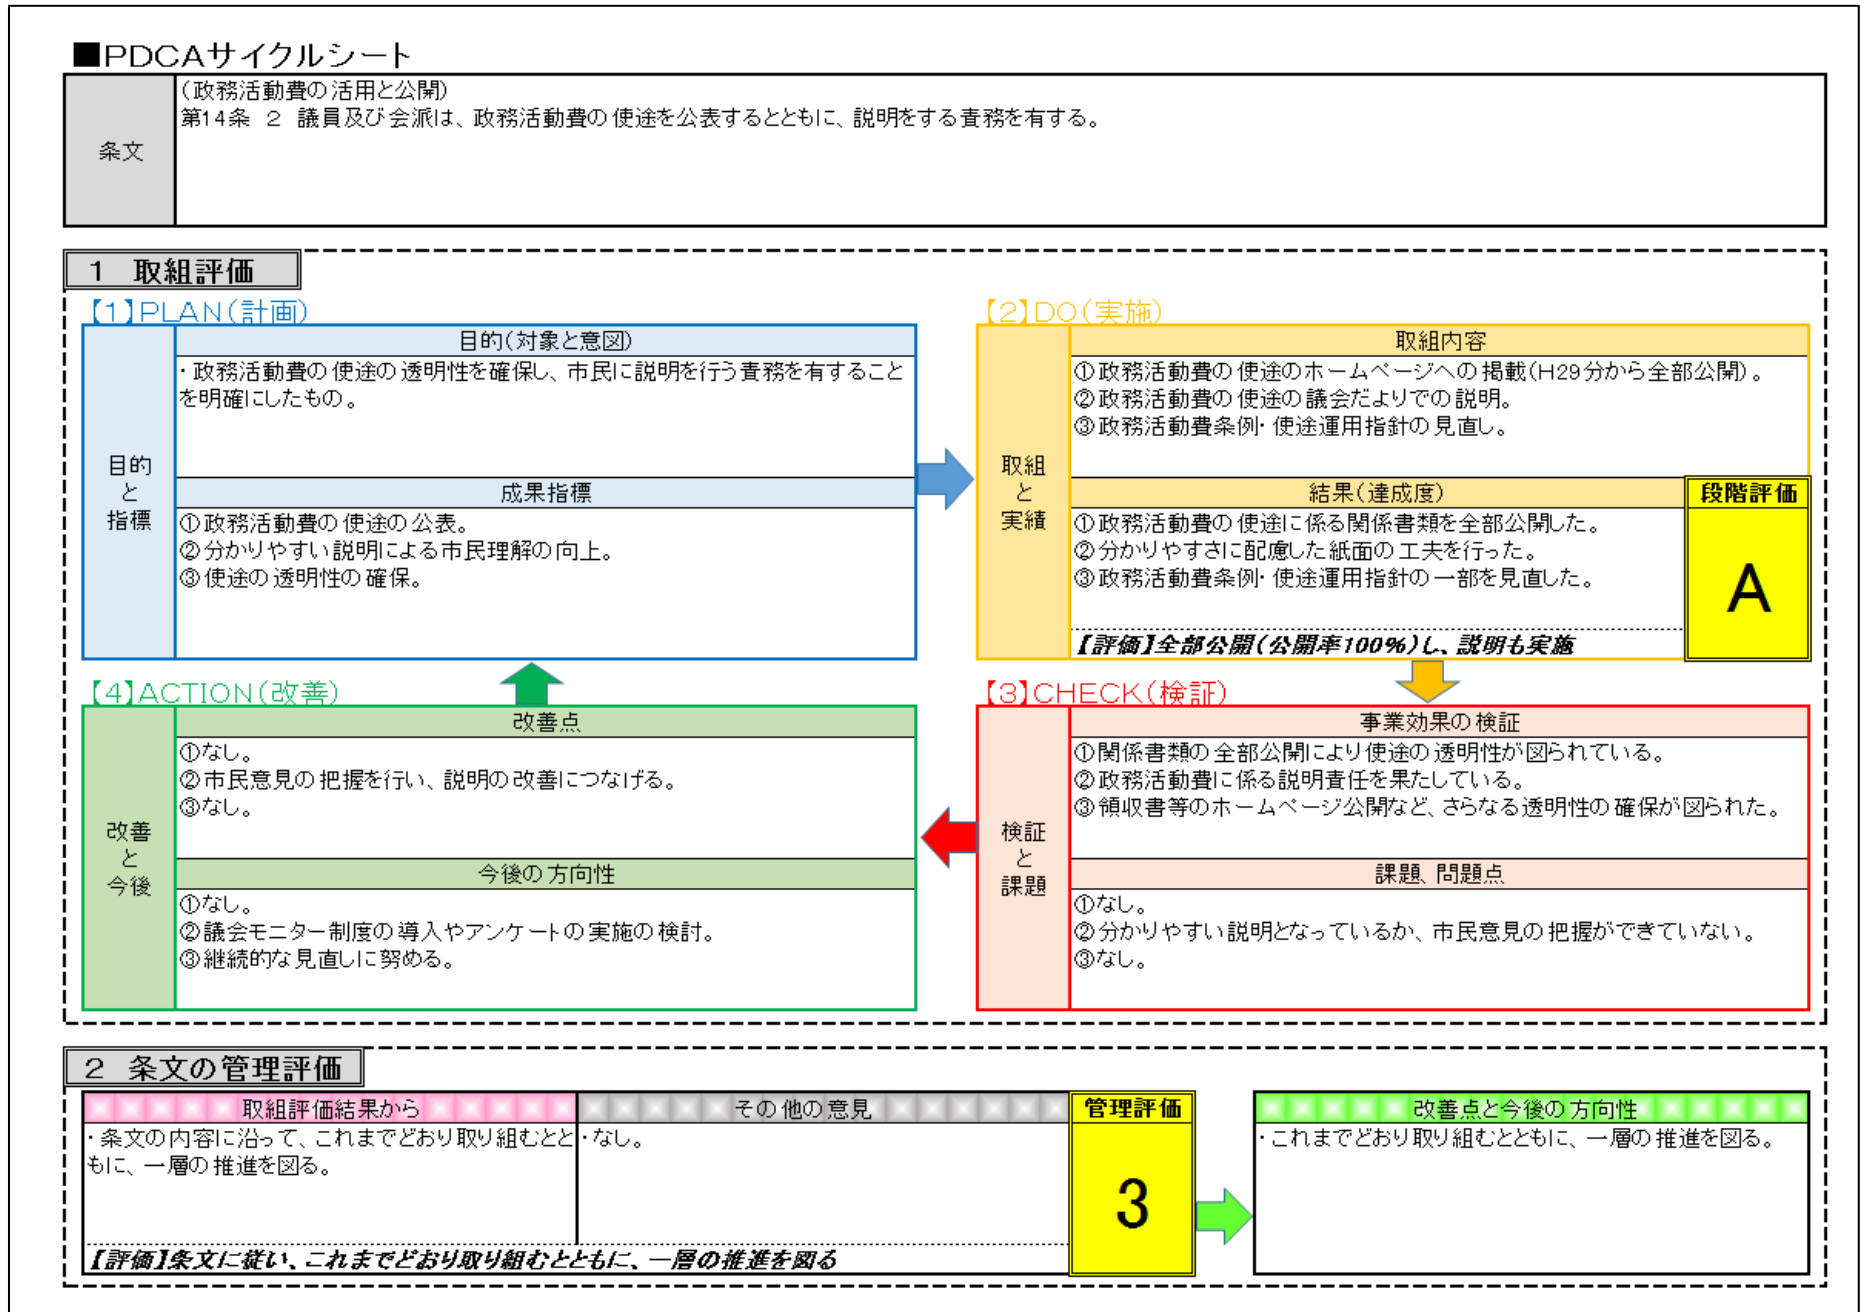 ■PDCAサイクルシート
条文
(政務活動費の活用と公開)
第14条 2 議員及び会派は、政務活動費の使途を公表するとともに、説明をする責務を有する。
1 取組評価
【1】PLAN(計画)
目的と指標
目的(対象と意図)
・政務活動費の使途の透明性を確保し、市民に説明を行う責務を有すること
を明確にしたもの。
成果指標
①政務活動費の使途の公表。
②分かりやすい説明による市民理解の向上。
③使途の透明性の確保。
【2】DO(実施)
取組と実績
取組内容
①政務活動費の使途のホームページへの掲載(H29分から全部公開)。
②政務活動費の使途の議会だよりでの説明。
③政務活動費条例・使途運用指針の見直し。
結果(達成度)
①政務活動費の使途に係る関係書類を全部公開した。
②分かりやすさに配慮した紙面の工夫を行った。
③政務活動費条例・使途運用指針の一部を見直した。
【評価】全部公開(公開率100%)し、説明も実施
段階評価
A
【4】ACTION(改善)
改善と今後
改善点
①なし。
②市民意見の把握を行い、説明の改善につなげる。
③なし。
今後の方向性
①なし。
②議会モニター制度の導入やアンケートの実施の検討。
③継続的な見直しに努める。
【3】CHECK(検証)
検証と課題
事業効果の検証
①関係書類の全部公開により使途の透明性が図られている。
②政務活動費に係る説明責任を果たしている。
③領収書等のホームページ公開など、さらなる透明性の確保が図られた。
課題、問題点
①なし。
②分かりやすい説明となっているか、市民意見の把握ができていない。
③なし。
2 条文の管理評価
取組評価結果から
・条文の内容に沿って、これまでどおり取り組むとと
もに、一層の推進を図る。
その他の意見
・なし。
【評価】条文に従い、これまでどおり取り組むとともに、一層の推進を図る
管理評価
3
改善点と今後の方向性
・これまでどおり取り組むとともに、一層の推進を図る。